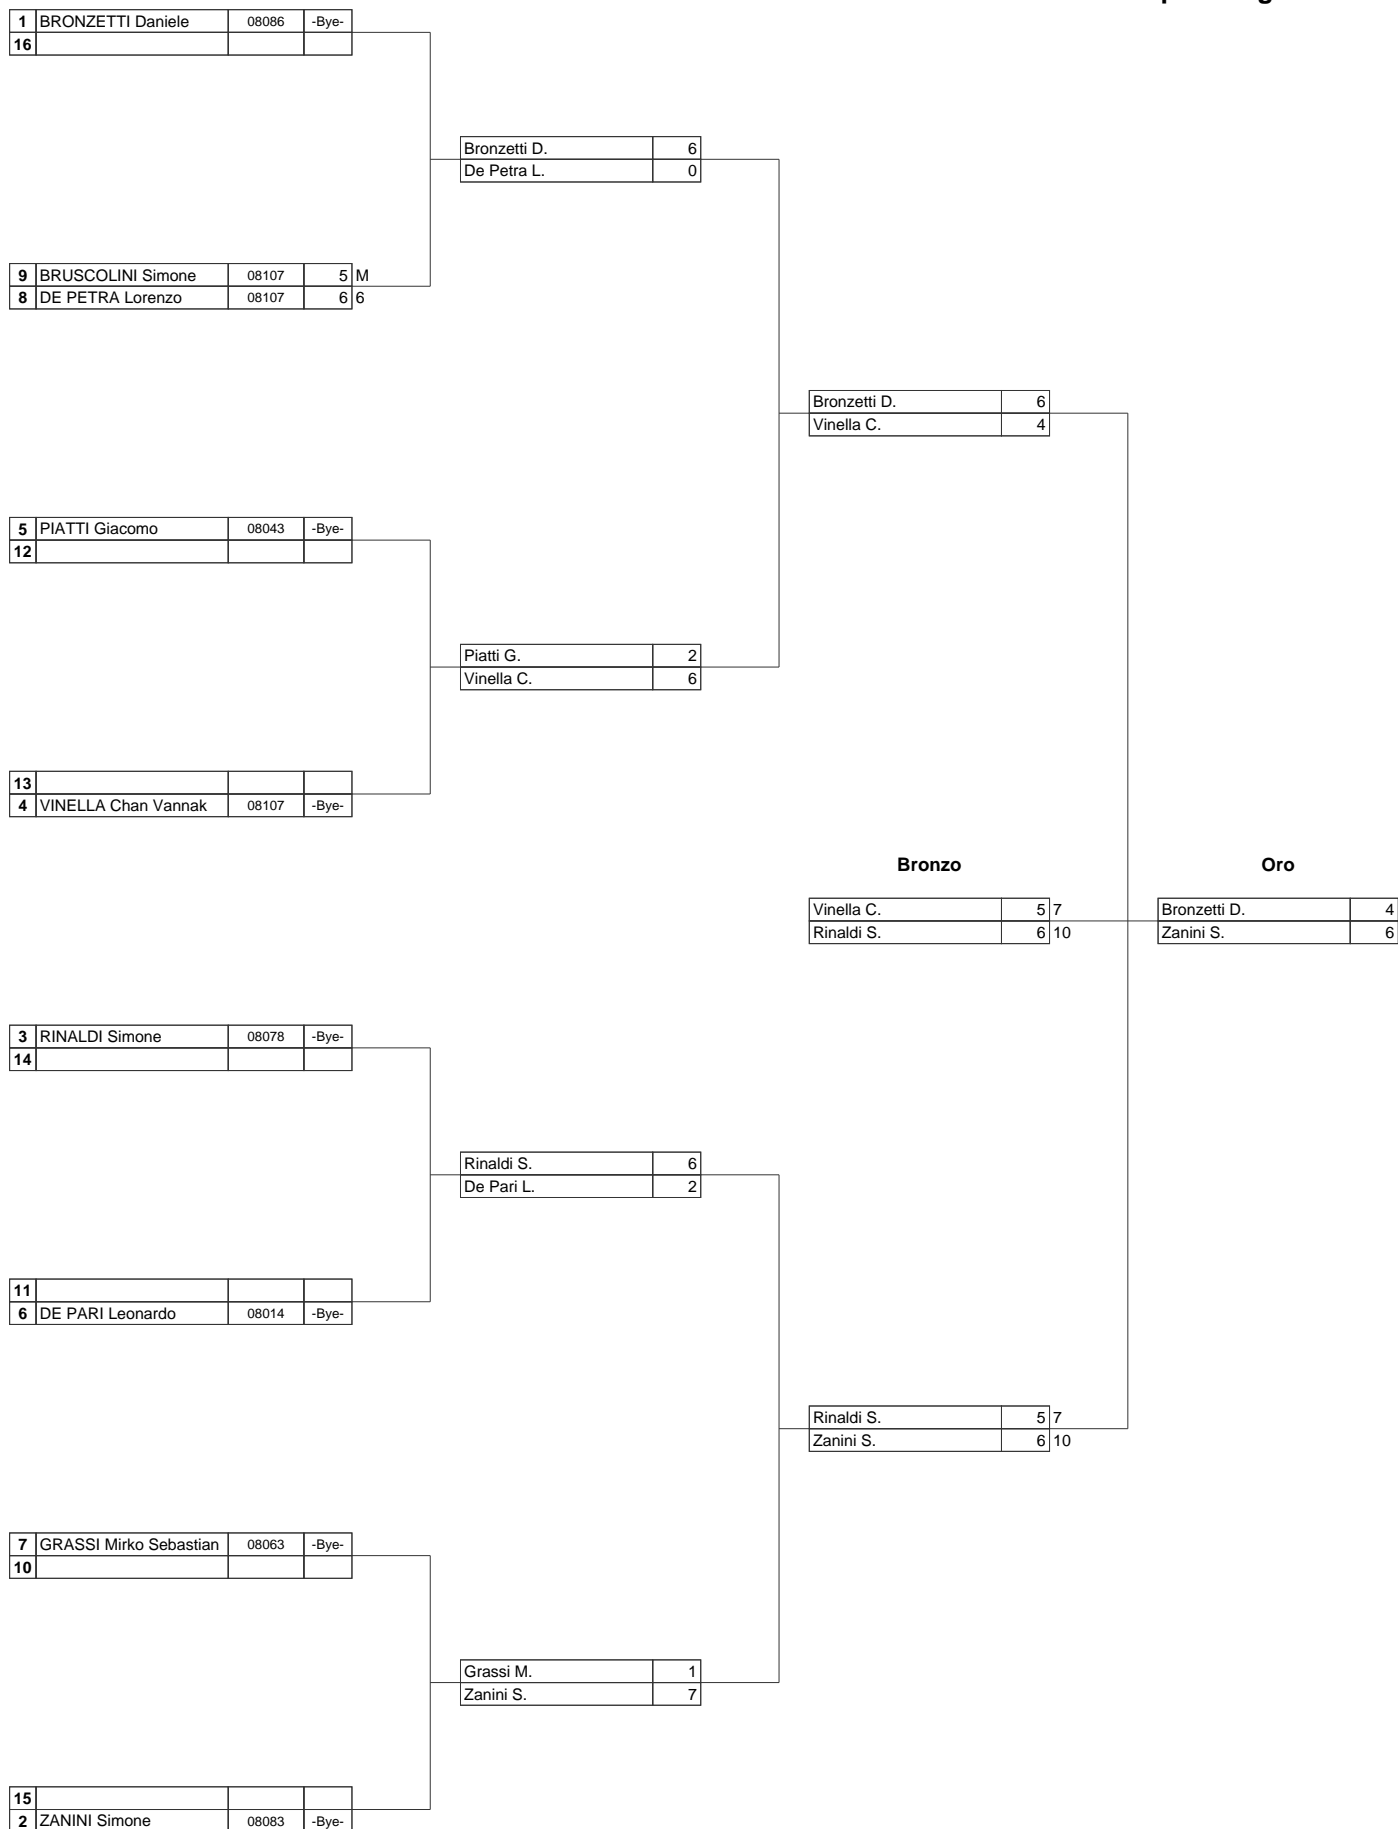 1 BRONZETTI Daniele 08086 -Bye-
16
Bronzetti D. 6
De Petra L. 0
9 BRUSCOLINI Simone 08107 5 M
8 DE PETRA Lorenzo 08107 6 6
Bronzetti D. 6
Vinella C. 4
5 PIATTI Giacomo 08043 -Bye-
12
Piatti G. 2
Vinella C. 6
13
4 VINELLA Chan Vannak 08107 -Bye-
Bronzo Oro
Vinella C. 5 7 Bronzetti D. 4
Rinaldi S. 6 10 Zanini S. 6
3 RINALDI Simone 08078 -Bye-
14
Rinaldi S. 6
De Pari L. 2
11
6 DE PARI Leonardo 08014 -Bye-
Rinaldi S. 5 7
Zanini S. 6 10
7 GRASSI Mirko Sebastian 08063 -Bye-
10
Grassi M. 1
Zanini S. 7
15
2 ZANINI Simone 08083 -Bye-